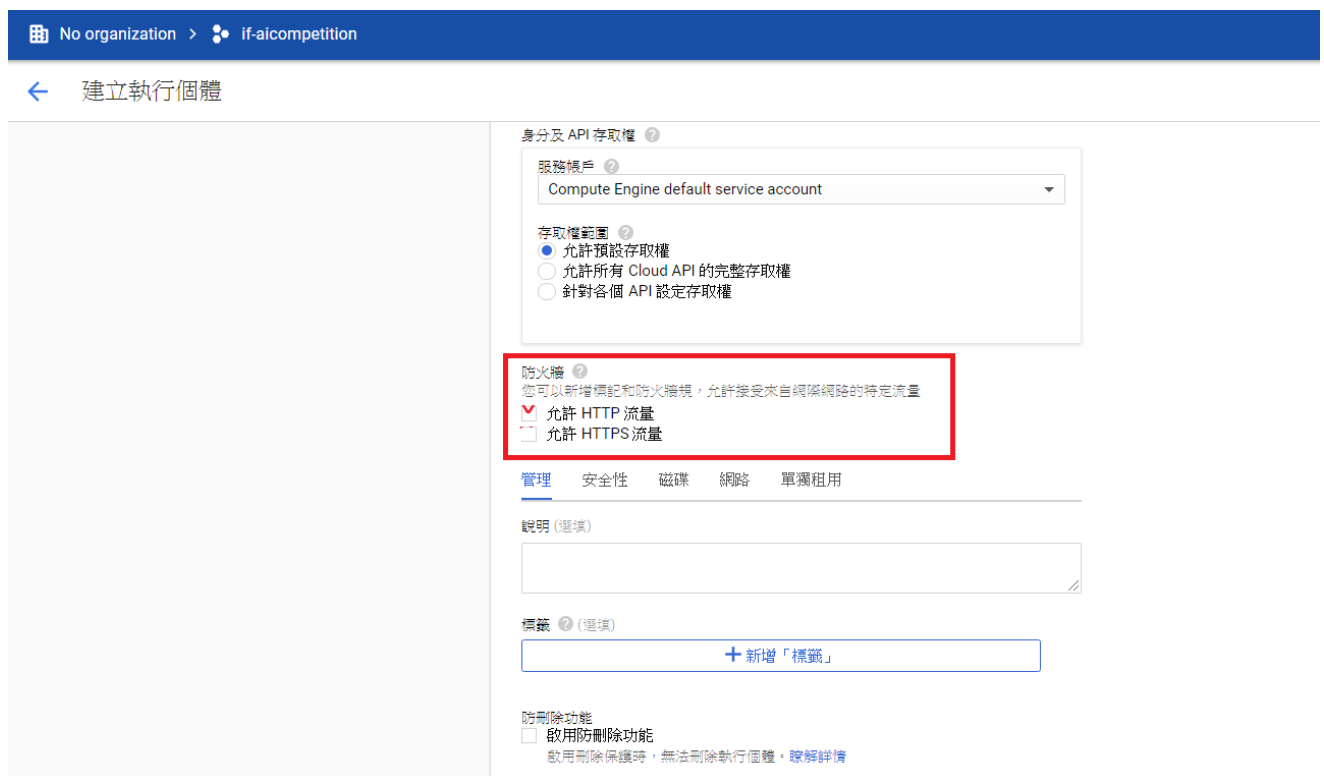 No organization > if-aicompetition
建立執行個體
身分及 API 存取權
服務帳戶
Compute Engine default service account
存取權範圍
允許預設存取權
允許所有 Cloud API 的完整存取權
針對各個 API 設定存取權
防火牆
您可以新增標記和防火牆規，允許接受來自網際網路的特定流量
允許 HTTP 流量
允許 HTTPS 流量
管理 安全性 磁碟 網路 單獨租用
說明 (選填)
標籤 (選填)
+ 新增「標籤」
防刪除功能
啟用防刪除功能
啟用刪除保護時，無法刪除執行個體。瞭解詳情